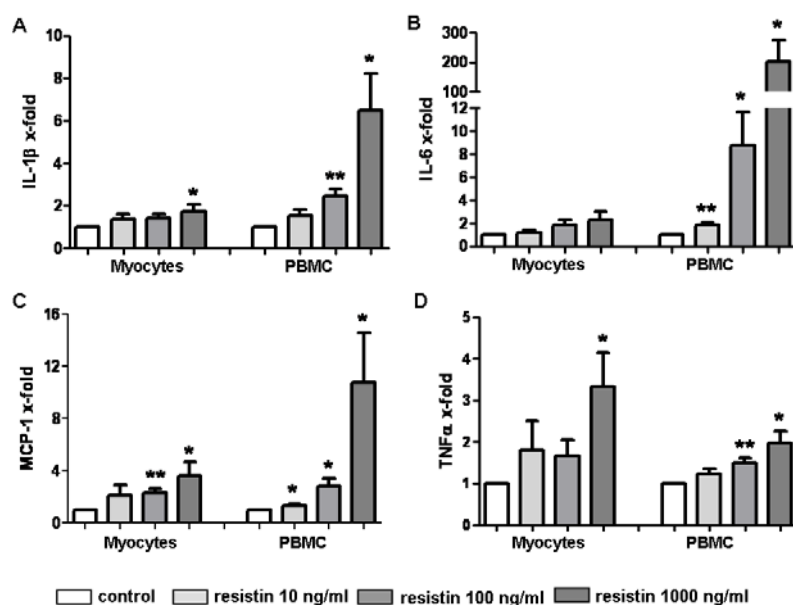 A
IL-1β x-fold
10
8
6
4
2
0
*
*
**
Myocytes
PBMC
B
IL-6 x-fold
300
200
100
12
10
8
6
4
2
0
*
*
**
Myocytes
PBMC
C
MCP-1 x-fold
16
12
8
4
0
*
**
*
*
*
Myocytes
PBMC
D
TNFα x-fold
5
4
3
2
1
0
*
*
**
Myocytes
PBMC
control resistin 10 ng/ml resistin 100 ng/ml resistin 1000 ng/ml